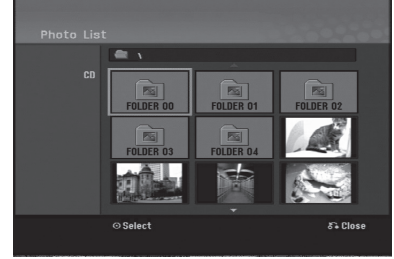 Photo List
\
CD
FOLDER 00 FOLDER 01 FOLDER 02
FOLDER 03 FOLDER 04
Select Close